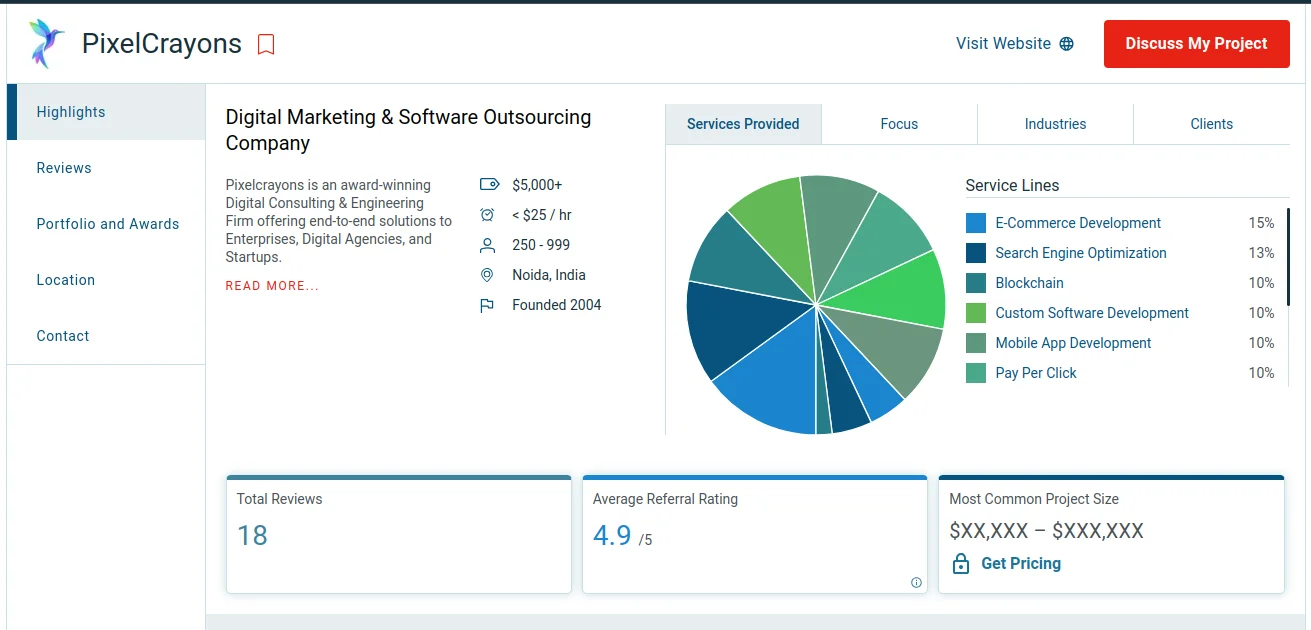 PixelCrayons
Visit Website
Discuss My Project
Highlights
Reviews
Portfolio and Awards
Location
Contact
Digital Marketing & Software Outsourcing
Company
Pixelcrayons is an award-winning
Digital Consulting & Engineering
Firm offering end-to-end solutions to
Enterprises, Digital Agencies, and
Startups.
READ MORE...
$5,000+
< $25 / hr
250 - 999
Noida, India
Founded 2004
Services Provided
Focus
Industries
Clients
Service Lines
E-Commerce Development 15%
Search Engine Optimization 13%
Blockchain 10%
Custom Software Development 10%
Mobile App Development 10%
Pay Per Click 10%
Total Reviews
18
Average Referral Rating
4.9 /5
Most Common Project Size
$XX,XXX – $XXX,XXX
Get Pricing